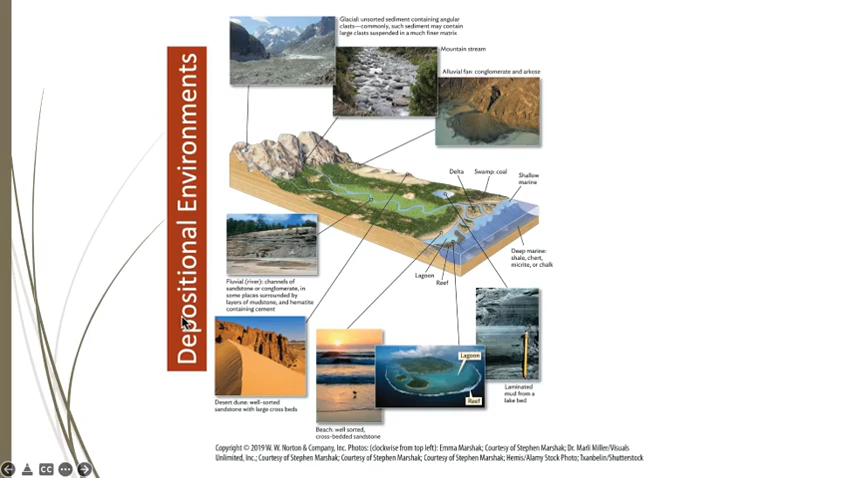 Depositional Environments
Glacial: unsorted sediment containing angular
clasts—commonly, such sediment may contain
large clasts suspended in a much finer matrix
Mountain stream
Alluvial fan: conglomerate and arkose
Delta
Swamp: coal
Shallow
marine
Deep marine:
shale, chert,
micrite, or chalk
Lagoon
Reef
Fluvial (river): channels of
sandstone or conglomerate, in
some places surrounded by
layers of mudstone, and hematite
containing cement
Desert dune: well-sorted
sandstone with large cross beds
Beach: well sorted,
cross-bedded sandstone
Lagoon
Reef
Laminated
mud from a
lake bed
Copyright © 2019 W. W. Norton & Company, Inc. Photos: (clockwise from top left): Emma Marshak; Courtesy of Stephen Marshak; Dr. Marli Miller/Visuals
Unlimited, Inc.; Courtesy of Stephen Marshak; Courtesy of Stephen Marshak; Courtesy of Stephen Marshak; Hemis/Alamy Stock Photo; Txanbelin/Shutterstock
CC